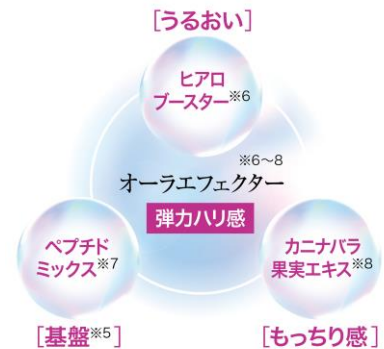 [うるおい]
ヒアロ
ブースター※6
※6〜8
オーラエフェクター
弾力ハリ感
ペプチド
ミックス※7
カニナバラ
果実エキス※8
[基盤※5]
[もっちり感]